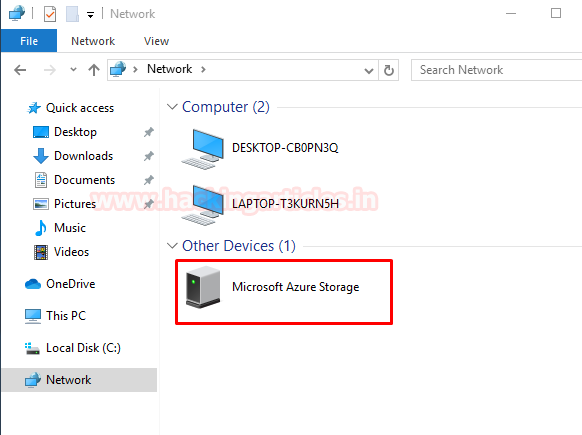 Network
File
Network
View
Network
Search Network
Quick access
Desktop
Downloads
Documents
Pictures
Music
Videos
OneDrive
This PC
Local Disk (C:)
Network
Computer (2)
DESKTOP-CB0PN3Q
LAPTOP-T3KURN5H
www.hackingarticles.in
Other Devices (1)
Microsoft Azure Storage